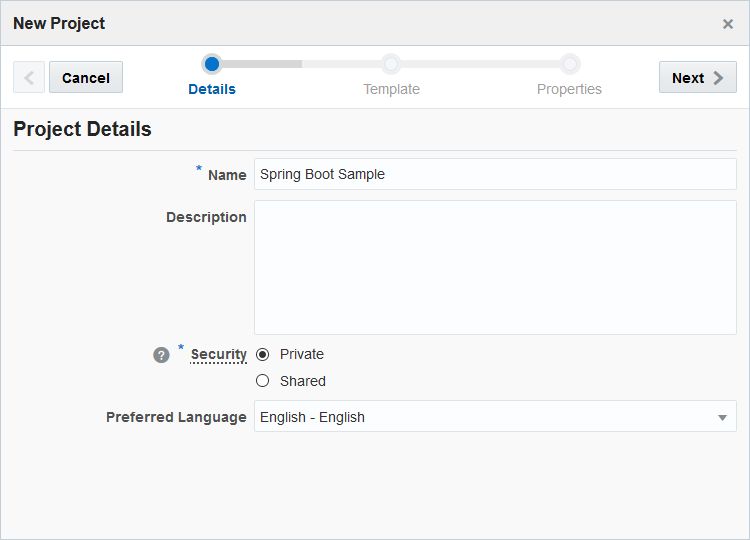 New Project
×
Cancel
Next
Details
Template
Properties
Project Details
* Name
Spring Boot Sample
Description
? * Security
Private
Shared
Preferred Language
English - English